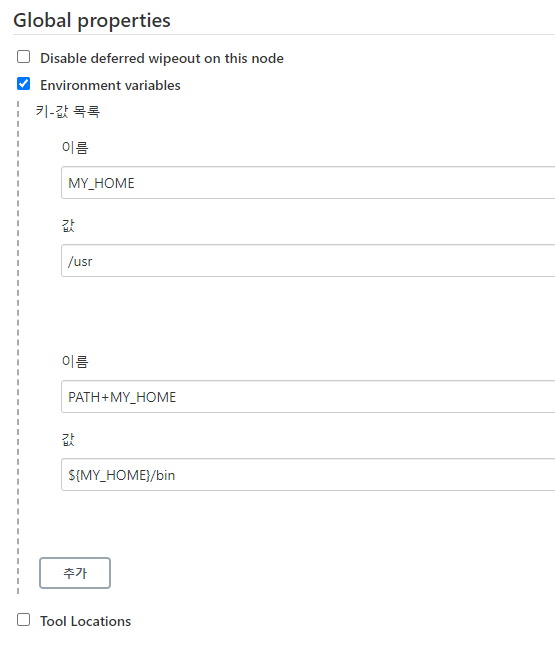 Global properties
Disable deferred wipeout on this node
Environment variables
키-값 목록
이름
MY_HOME
값
/usr
이름
PATH+MY_HOME
값
${MY_HOME}/bin
추가
Tool Locations